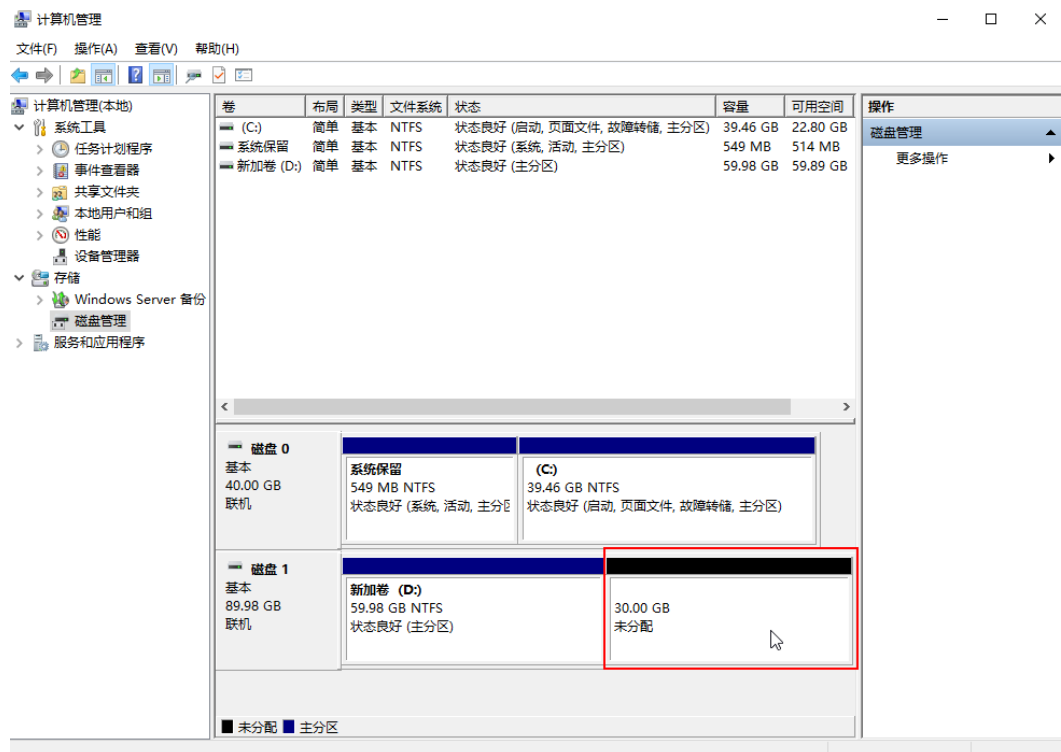 计算机管理
文件(F) 操作(A) 查看(V) 帮助(H)
计算机管理(本地)
系统工具
任务计划程序
事件查看器
共享文件夹
本地用户和组
性能
设备管理器
存储
Windows Server 备份
磁盘管理
服务和应用程序
卷 布局 类型 文件系统 状态 容量 可用空间
(C:) 简单 基本 NTFS 状态良好 (启动, 页面文件, 故障转储, 主分区) 39.46 GB 22.80 GB
系统保留 简单 基本 NTFS 状态良好 (系统, 活动, 主分区) 549 MB 514 MB
新加卷 (D:) 简单 基本 NTFS 状态良好 (主分区) 59.98 GB 59.89 GB
磁盘 0
基本
40.00 GB
联机
系统保留
549 MB NTFS
状态良好 (系统, 活动, 主分区
(C:)
39.46 GB NTFS
状态良好 (启动, 页面文件, 故障转储, 主分区)
磁盘 1
基本
89.98 GB
联机
新加卷 (D:)
59.98 GB NTFS
状态良好 (主分区)
30.00 GB
未分配
未分配 主分区
操作
磁盘管理
更多操作